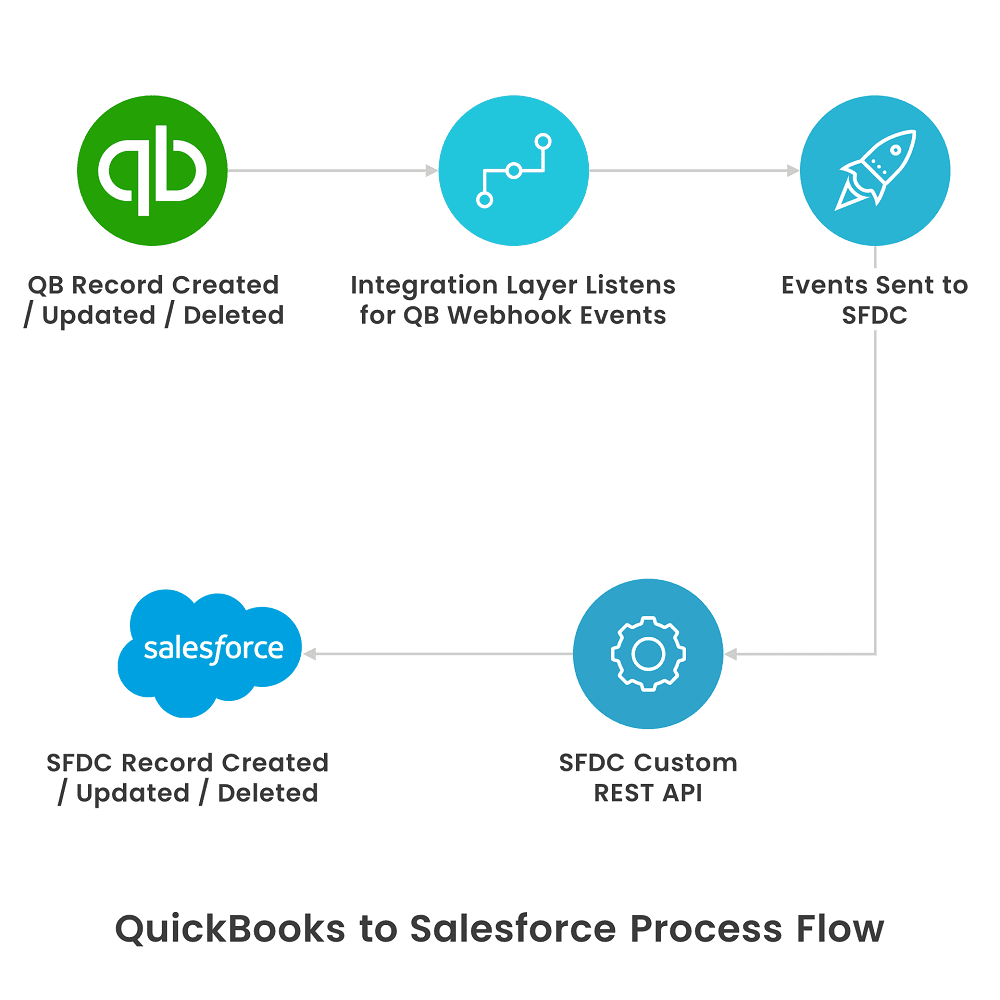 qb
QB Record Created
/ Updated / Deleted
Integration Layer Listens
for QB Webhook Events
Events Sent to
SFDC
salesforce
SFDC Record Created
/ Updated / Deleted
SFDC Custom
REST API
QuickBooks to Salesforce Process Flow